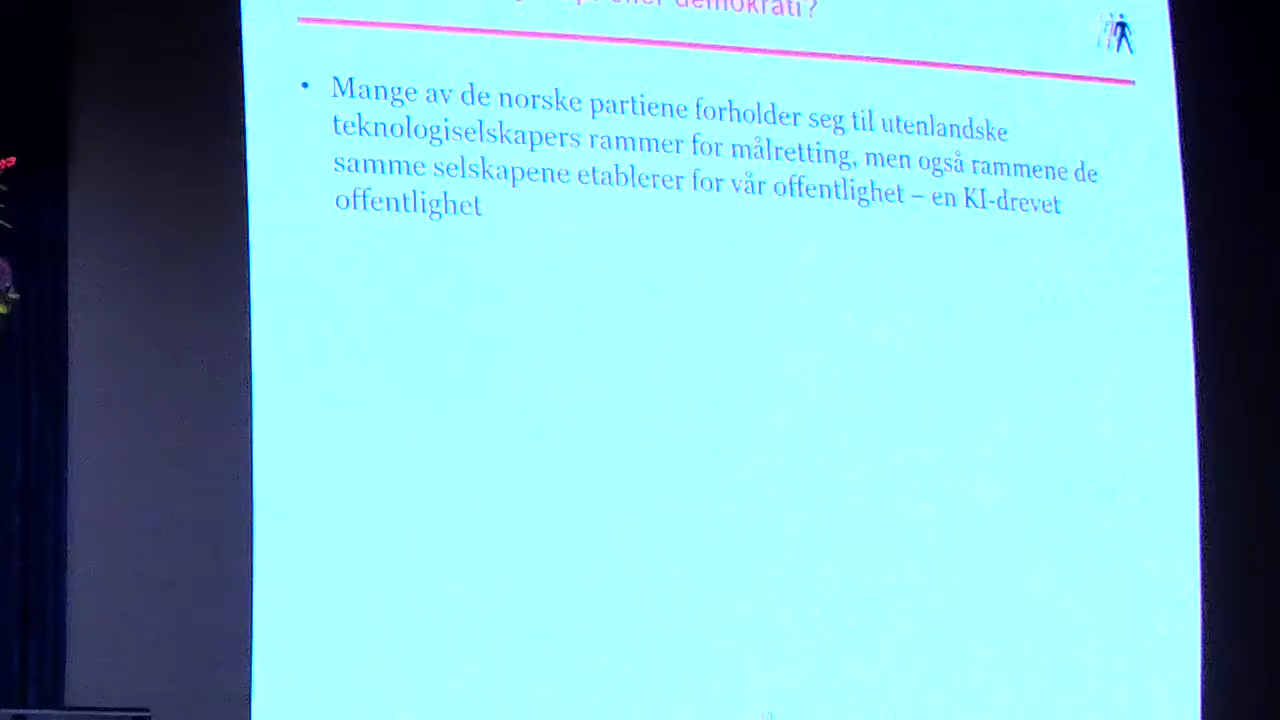 demokrati?
• Mange av de norske partiene forholder seg til utenlandske
teknologiselskapers rammer for målretting, men også rammene de
samme selskapene etablerer for vår offentlighet – en KI-drevet
offentlighet